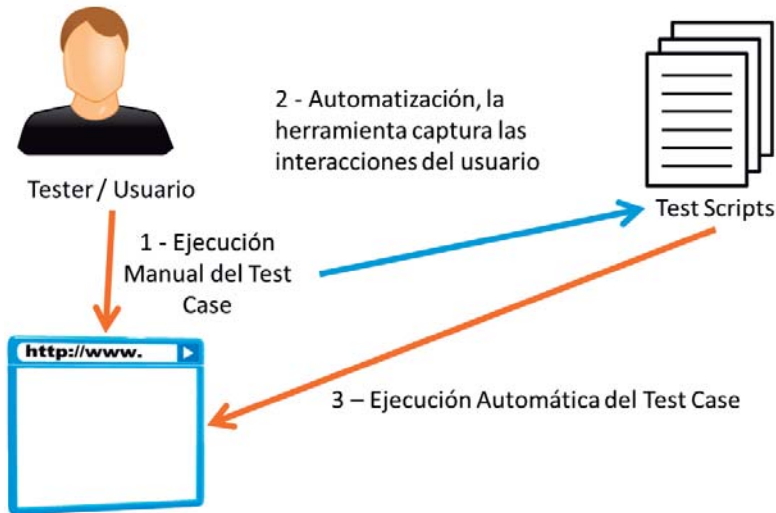 2 - Automatización, la
herramienta captura las
interacciones del usuario
Tester / Usuario
Test Scripts
1 - Ejecución
Manual del Test
Case
http://www.
3 – Ejecución Automática del Test Case